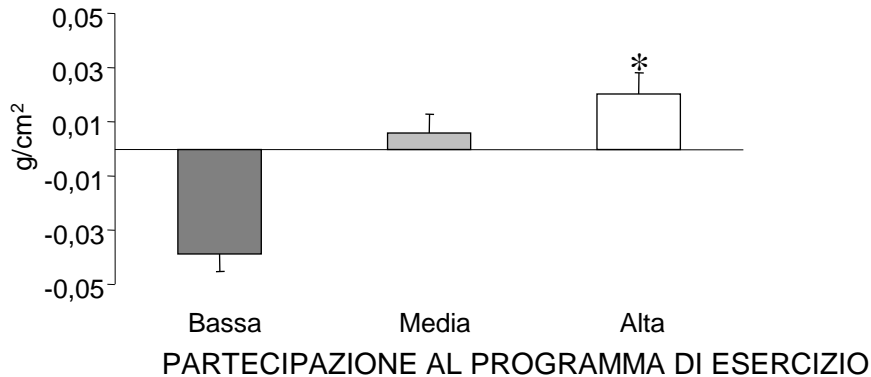 0,05
0,03
0,01
-0,01
-0,03
-0,05
g/cm²
*
Bassa Media Alta
PARTECIPAZIONE AL PROGRAMMA DI ESERCIZIO